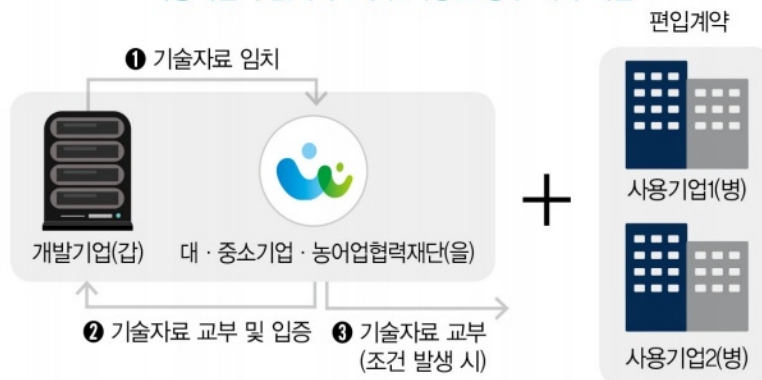 편입계약
❶ 기술자료 임치
개발기업(갑)
대 · 중소기업 · 농어업협력재단(을)
+
사용기업1(병)
❷ 기술자료 교부 및 입증
❸ 기술자료 교부
(조건 발생 시)
사용기업2(병)